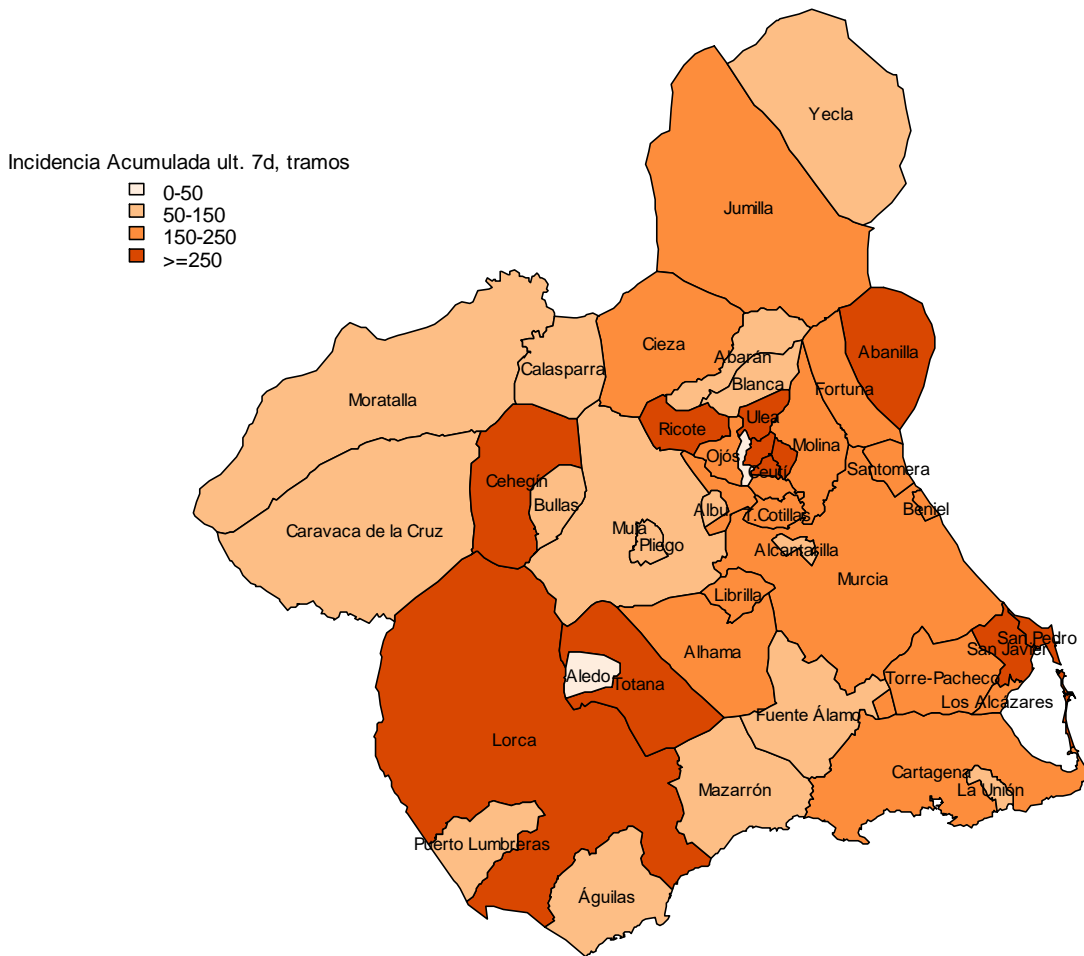 Incidencia Acumulada ult. 7d, tramos
0-50
50-150
150-250
>=250
Yecla
Jumilla
Cieza
Abarán
Abanilla
Calasparra
Blanca
Fortuna
Moratalla
Ricote
Ulea
Molina
Ojós
Ceutí
Santomera
Cehegín
Bullas
Albu
T.Cotillas
Beniel
Caravaca de la Cruz
Mula
Pliego
Alcantarilla
Murcia
Librilla
San Pedro
San Javier
Alhama
Aledo
Totana
Torre-Pacheco
Los Alcázares
Fuente Álamo
Lorca
Cartagena
La Unión
Mazarrón
Puerto Lumbreras
Águilas